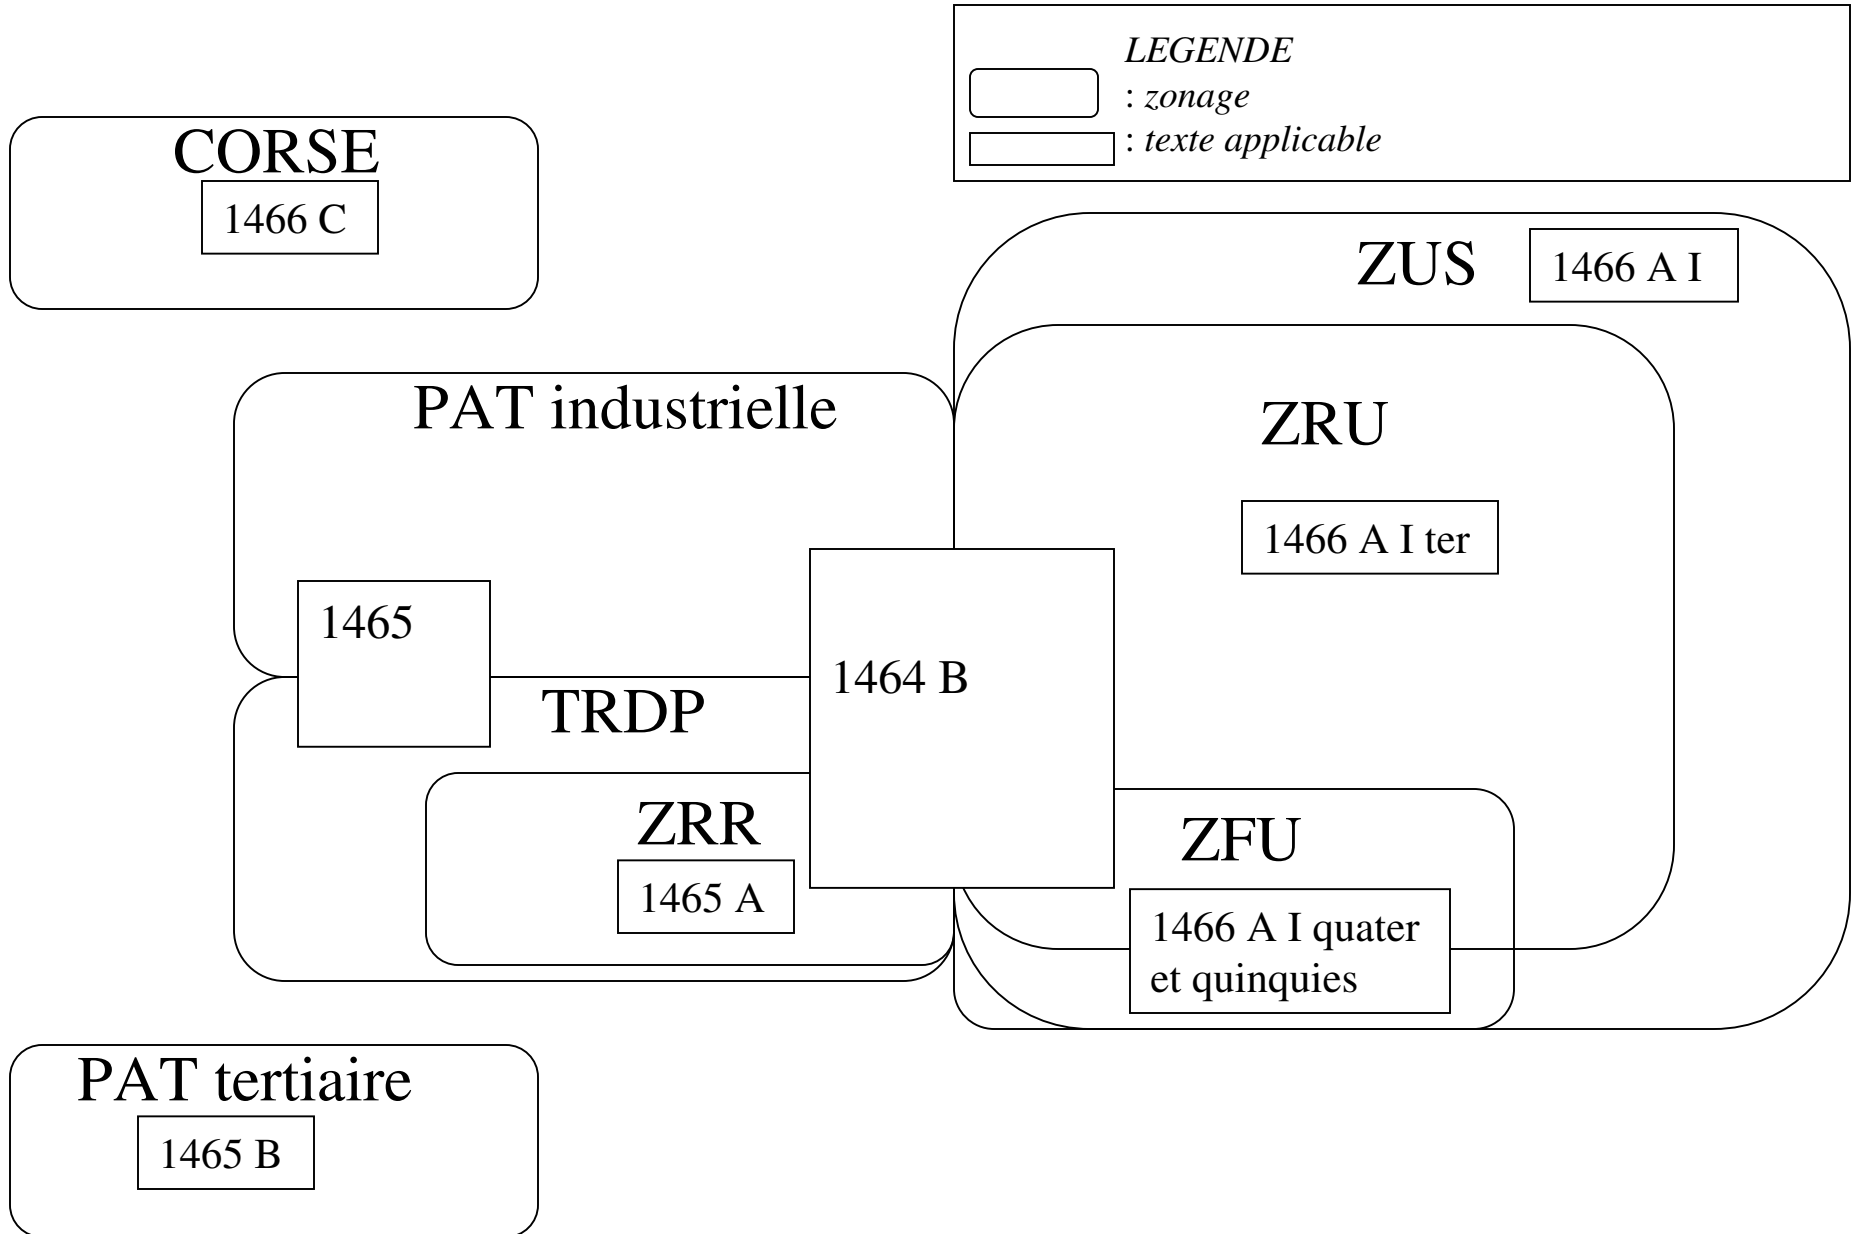 LEGENDE
: zonage
: texte applicable
CORSE
1466 C
ZUS
1466 A I
PAT industrielle
ZRU
1466 A I ter
1465
1464 B
TRDP
ZRR
1465 A
ZFU
1466 A I quater
et quinquies
PAT tertiaire
1465 B